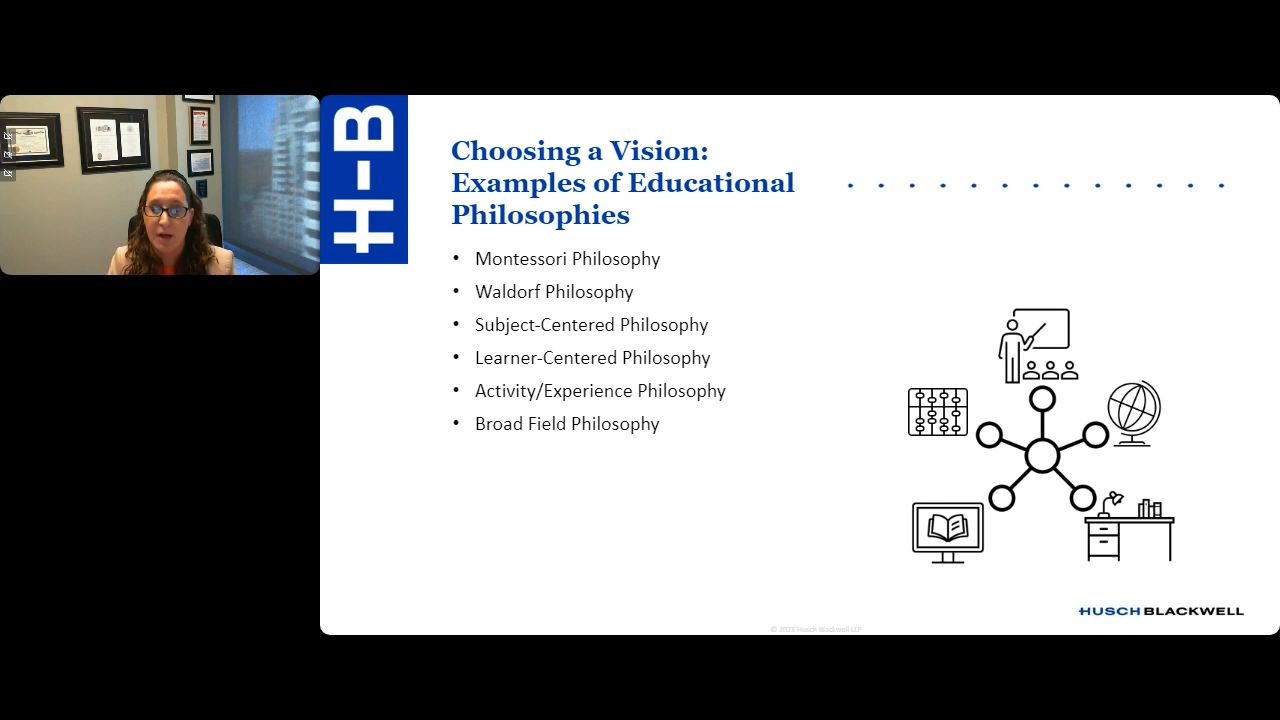 H-B
Choosing a Vision:
Examples of Educational
Philosophies
• Montessori Philosophy
• Waldorf Philosophy
• Subject-Centered Philosophy
• Learner-Centered Philosophy
• Activity/Experience Philosophy
• Broad Field Philosophy
HUSCH BLACKWELL
© 2023 Husch Blackwell LLP